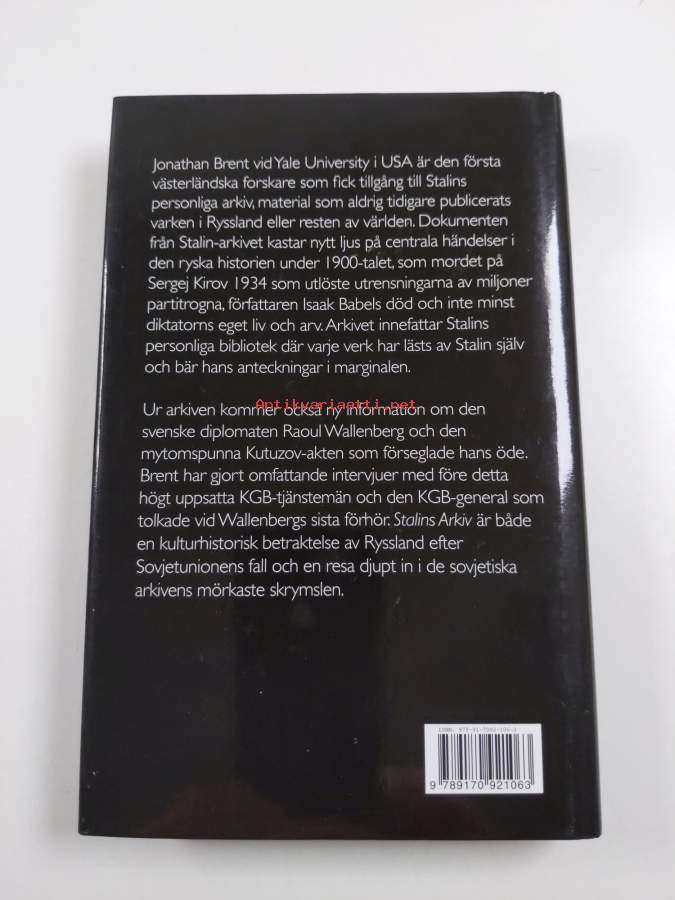 Jonathan Brent vid Yale University i USA är den första
västerländska forskare som fick tillgång till Stalins
personliga arkiv, material som aldrig tidigare publicerats
varken i Ryssland eller resten av världen. Dokumenten
från Stalin-arkivet kastar nytt ljus på centrala händelser i
den ryska historien under 1900-talet, som mordet på
Sergej Kirov 1934 som utlöste utrensningarna av miljoner
partitrogna, författaren Isaak Babels död och inte minst
diktatorns eget liv och arv. Arkivet innefattar Stalins
personliga bibliotek där varje verk har lästs av Stalin själv
och bär hans anteckningar i marginalen.
Antikvariaatti.net
Ur arkiven kommer också ny information om den
svenske diplomaten Raoul Wallenberg och den
mytomspunna Kutuzov-akten som förseglade hans öde.
Brent har gjort omfattande intervjuer med före detta
högt uppsatta KGB-tjänstemän och den KGB-general som
tolkade vid Wallenbergs sista förhör. Stalins Arkiv är både
en kulturhistorisk betraktelse av Ryssland efter
Sovjetunionens fall och en resa djupt in i de sovjetiska
arkivens mörkaste skrymslen.
ISBN: 978-91-7092-106-3
9 789170 921063